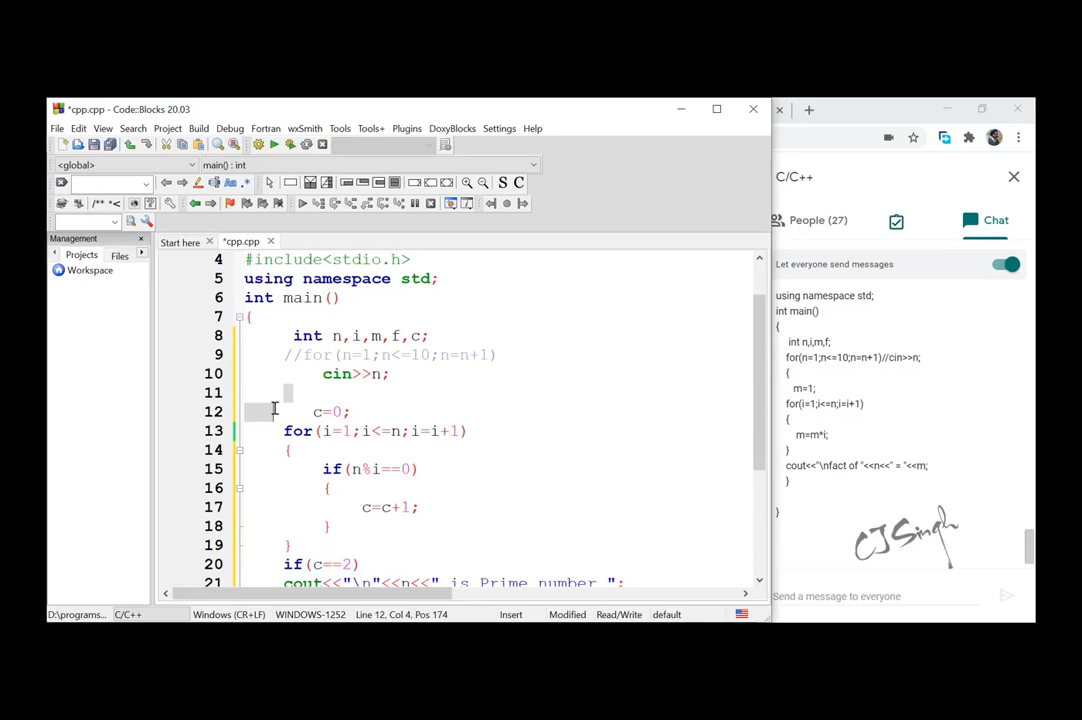 *cpp.cpp - Code::Blocks 20.03
File Edit View Search Project Build Debug Fortran wxSmith Tools Tools+ Plugins DoxyBlocks Settings Help
<global>
main() : int
S C
/** *<
Management
Projects Files
Workspace
Start here
*cpp.cpp
4 #include<stdio.h>
5 using namespace std;
6 int main()
7 {
8 int n,i,m,f,c;
9 //for(n=1;n<=10;n=n+1)
10 cin>>n;
11
12 c=0;
13 for(i=1;i<=n;i=i+1)
14 {
15 if(n%i==0)
16 {
17 c=c+1;
18 }
19 }
20 if(c==2)
21 cout<<"\n"<<n<<" is Prime number ";
D:\programs... C/C++ Windows (CR+LF) WINDOWS-1252 Line 12, Col 4, Pos 174 Insert Modified Read/Write default
C/C++
People (27)
Chat
Let everyone send messages
using namespace std;
int main()
{
int n,i,m,f;
for(n=1;n<=10;n=n+1)//cin>>n;
{
m=1;
for(i=1;i<=n;i=i+1)
{
m=m*i;
}
cout<<"\nfact of "<<n<<" = "<<m;
}
}
CJSingh
Send a message to everyone